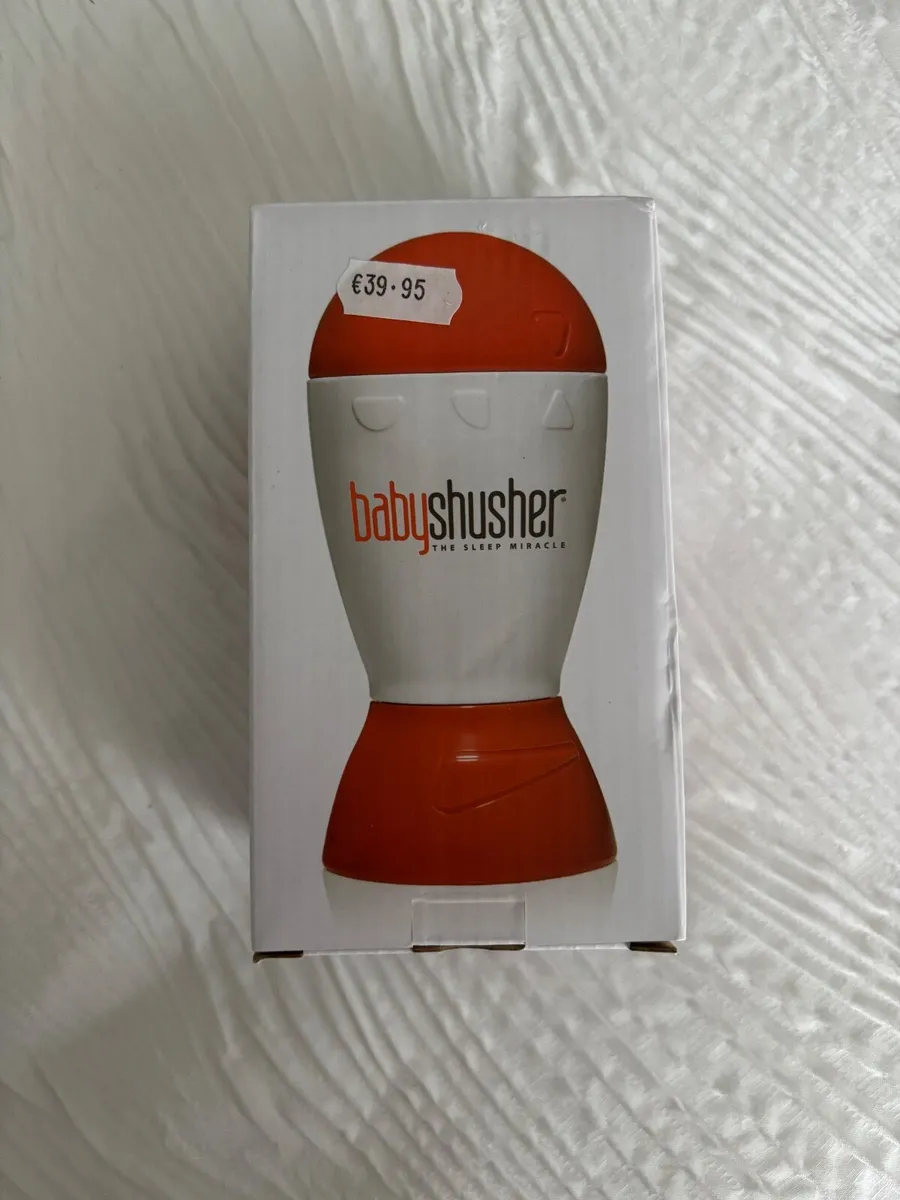 €39.95
babyshusher®
THE SLEEP MIRACLE